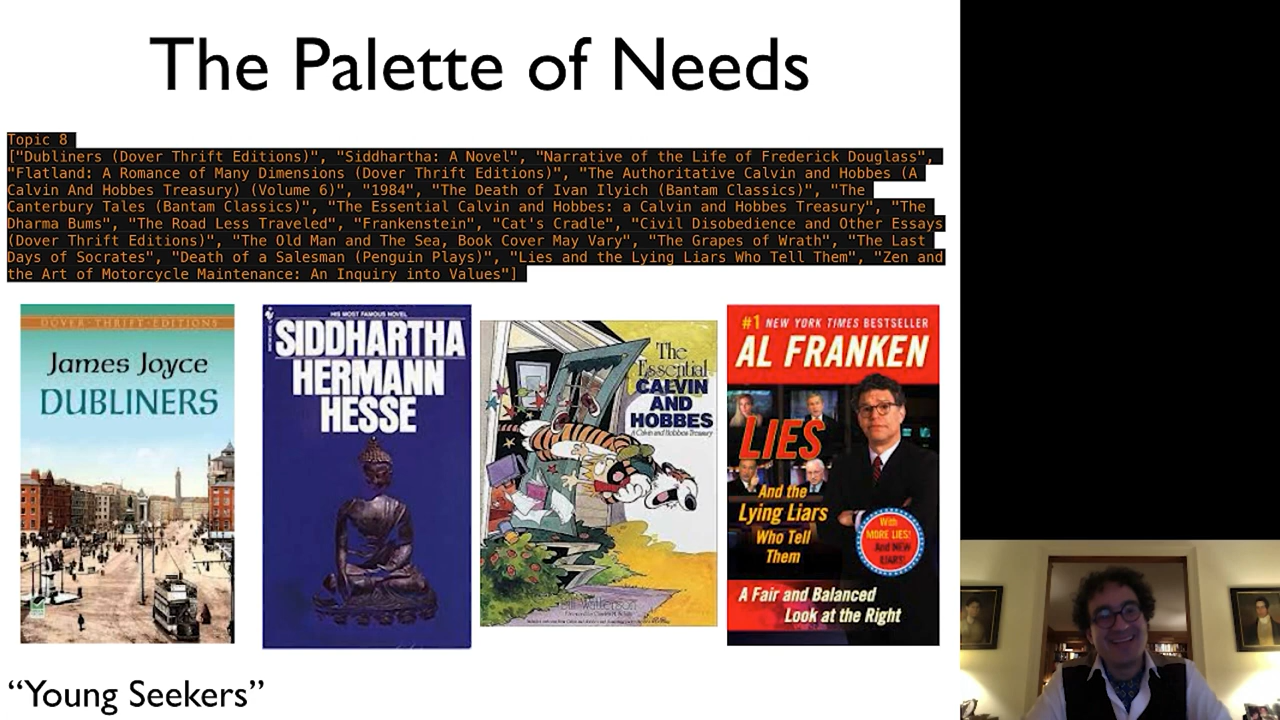 The Palette of Needs
Topic 8
["Dubliners (Dover Thrift Editions)", "Siddhartha: A Novel", "Narrative of the Life of Frederick Douglass",
"Flatland: A Romance of Many Dimensions (Dover Thrift Editions)", "The Authoritative Calvin and Hobbes (A
Calvin And Hobbes Treasury) (Volume 6)", "1984", "The Death of Ivan Ilyich (Bantam Classics)", "The
Canterbury Tales (Bantam Classics)", "The Essential Calvin and Hobbes: a Calvin and Hobbes Treasury", "The
Dharma Bums", "The Road Less Traveled", "Frankenstein", "Cat's Cradle", "Civil Disobedience and Other Essays
(Dover Thrift Editions)", "The Old Man and The Sea, Book Cover May Vary", "The Grapes of Wrath", "The Last
Days of Socrates", "Death of a Salesman (Penguin Plays)", "Lies and the Lying Liars Who Tell Them", "Zen and
the Art of Motorcycle Maintenance: An Inquiry into Values"]
DOVER · THRIFT · EDITIONS
James Joyce
DUBLINERS
HIS MOST FAMOUS NOVEL
SIDDHARTHA
HERMANN
HESSE
The
Essential
CALVIN
AND
HOBBES
A Calvin and Hobbes Treasury
Bill Watterson
#1 NEW YORK TIMES BESTSELLER
AL FRANKEN
LIES
And the
Lying Liars
Who Tell
Them
With
MORE LIES!
And NEW
LIARS!
A Fair and Balanced
Look at the Right
“Young Seekers”